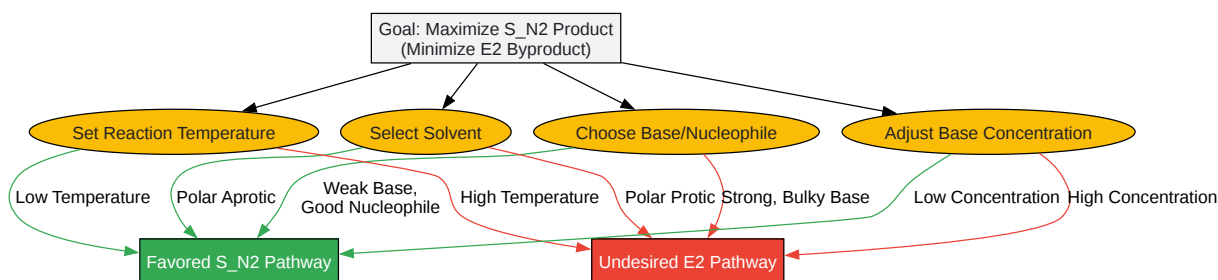 Goal: Maximize S_N2 Product
(Minimize E2 Byproduct)
Set Reaction Temperature
Select Solvent
Choose Base/Nucleophile
Adjust Base Concentration
Low Temperature
Polar Aprotic
Weak Base,
Good Nucleophile
High Temperature
Polar Protic
Strong, Bulky Base
Low Concentration
High Concentration
Favored S_N2 Pathway
Undesired E2 Pathway